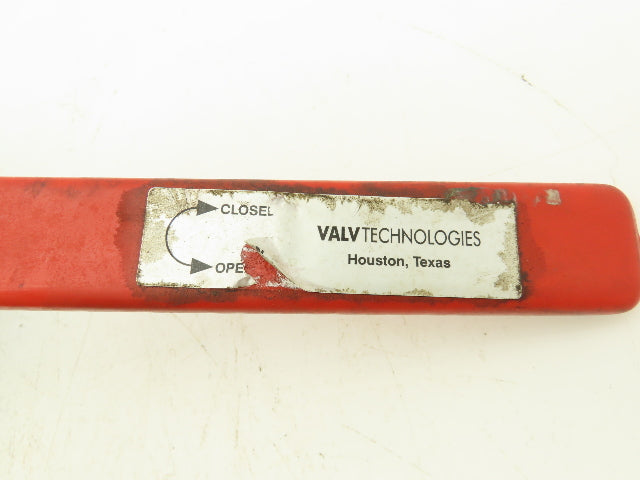 CLOSE
VALVTECHNOLOGIES
Houston, Texas
OPE